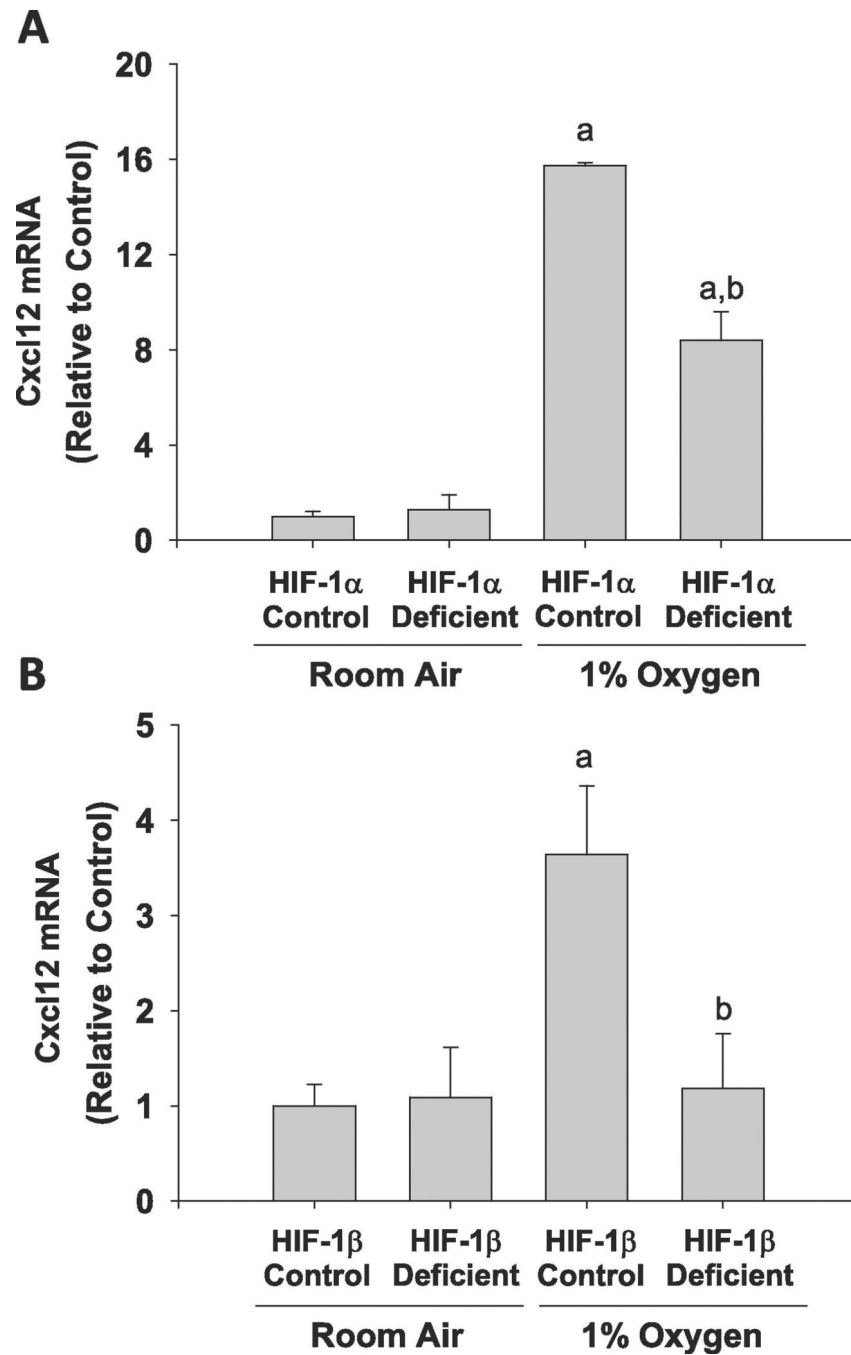 A
Cxcl12 mRNA
(Relative to Control)
20
16
12
8
4
0
a
a,b
HIF-1α
Control
HIF-1α
Deficient
HIF-1α
Control
HIF-1α
Deficient
Room Air
1% Oxygen
B
Cxcl12 mRNA
(Relative to Control)
5
4
3
2
1
0
a
b
HIF-1β
Control
HIF-1β
Deficient
HIF-1β
Control
HIF-1β
Deficient
Room Air
1% Oxygen